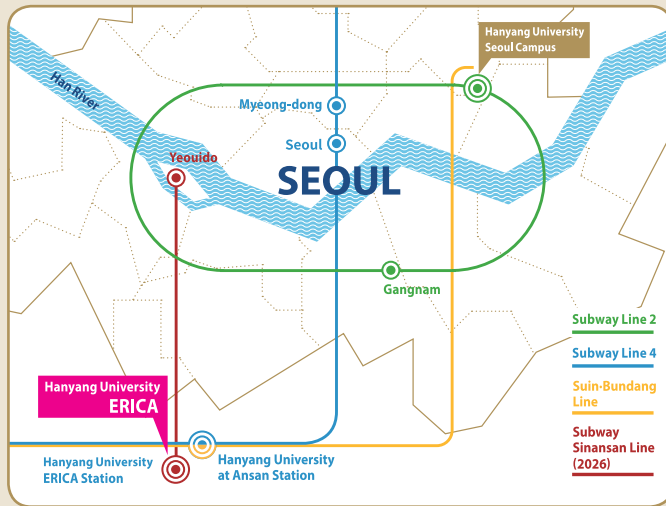 Hanyang University
Seoul Campus
Han River
Myeong-dong
Seoul
Yeouido
SEOUL
Gangnam
Subway Line 2
Subway Line 4
Suin-Bundang
Line
Subway
Sinansan Line
(2026)
Hanyang University
ERICA
Hanyang University
ERICA Station
Hanyang University
at Ansan Station